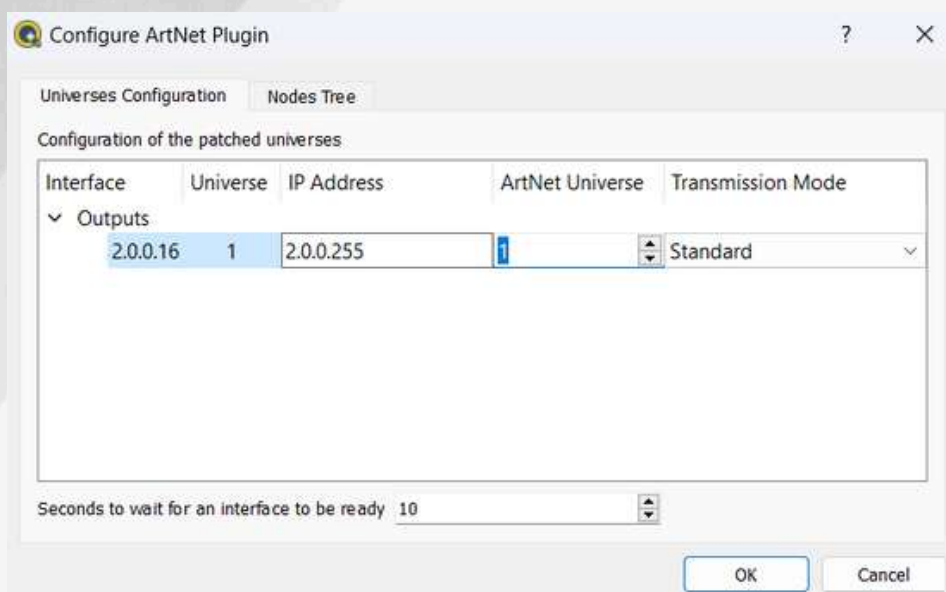 Configure ArtNet Plugin ? ×
Universes Configuration Nodes Tree
Configuration of the patched universes
Interface Universe IP Address ArtNet Universe Transmission Mode
Outputs
2.0.0.16 1 2.0.0.255 1 Standard
Seconds to wait for an interface to be ready 10
OK Cancel